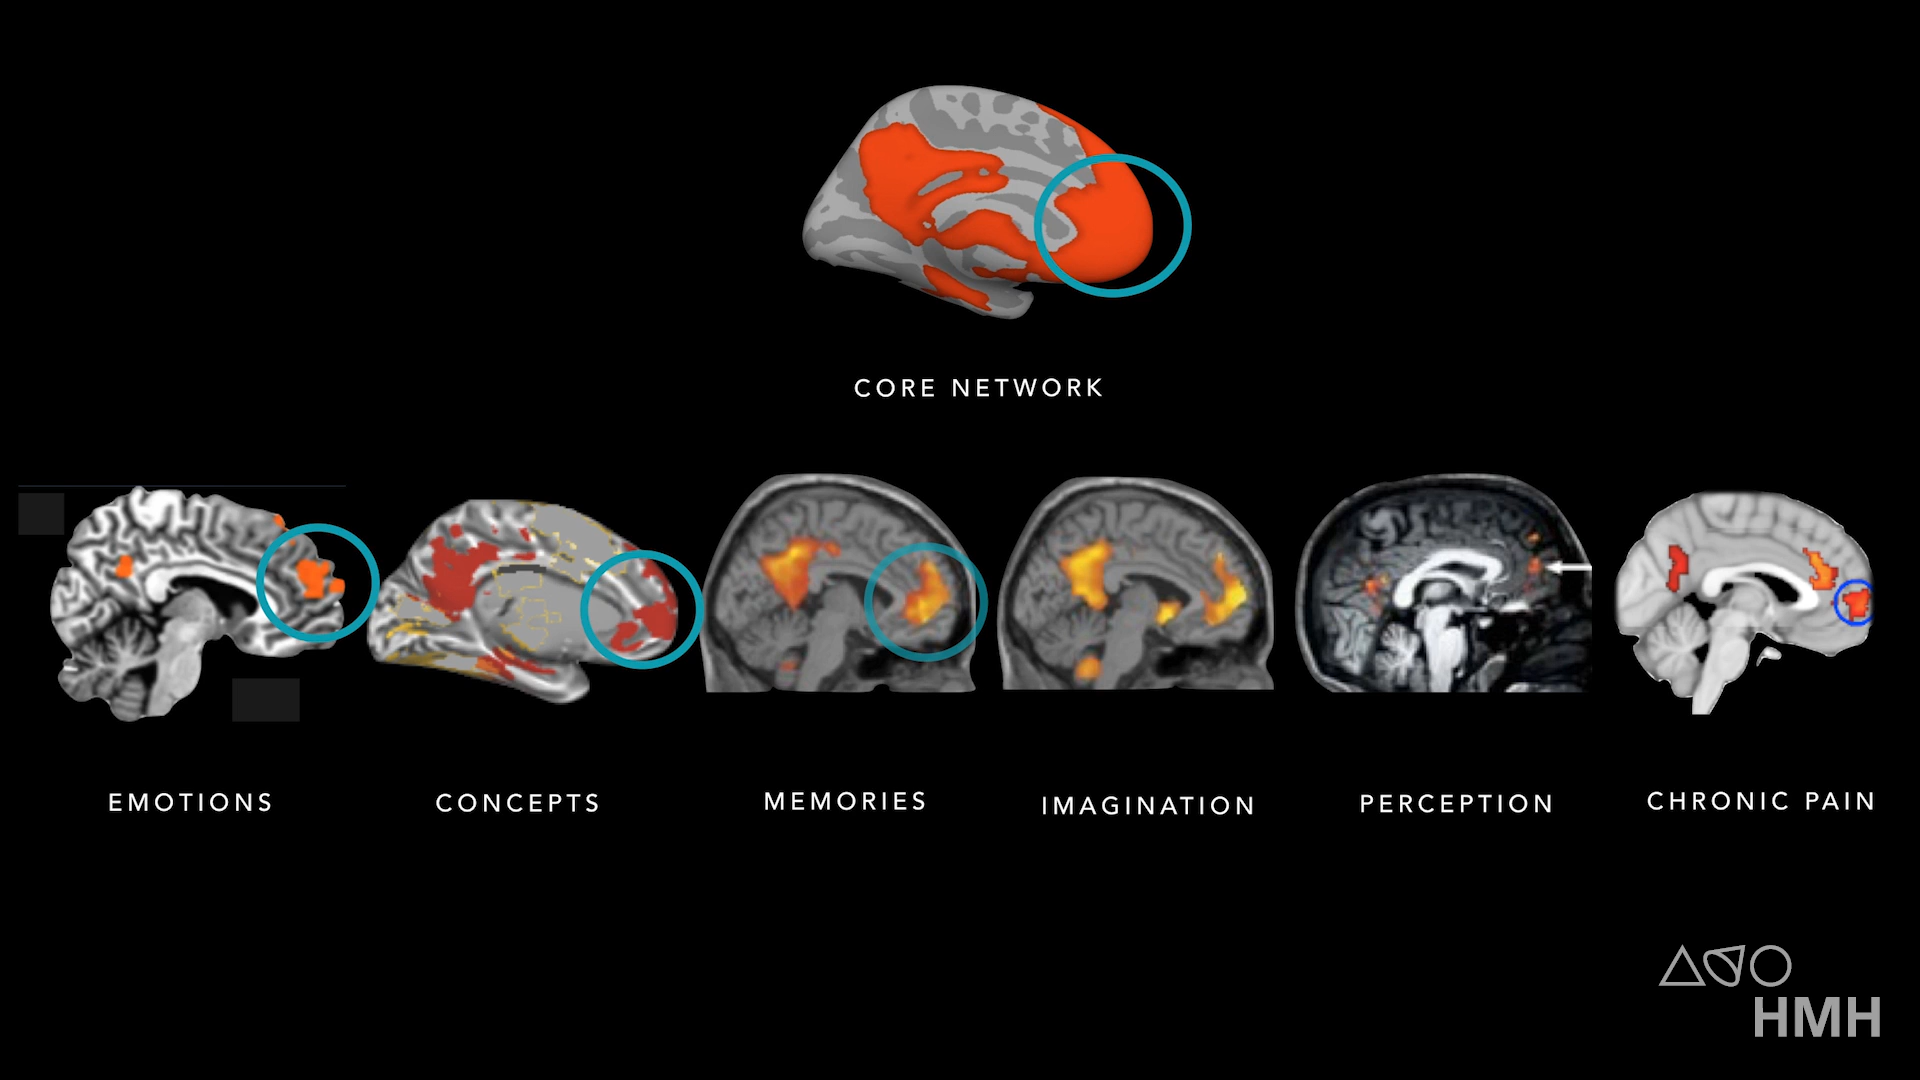 CORE NETWORK
EMOTIONS
CONCEPTS
MEMORIES
IMAGINATION
PERCEPTION
CHRONIC PAIN
HMH